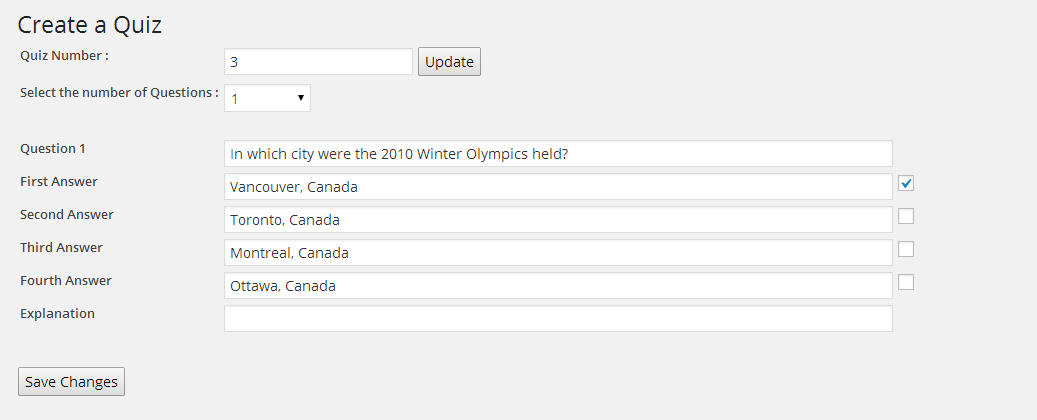 Create a Quiz
Quiz Number : 3 Update
Select the number of Questions : 1
Question 1 In which city were the 2010 Winter Olympics held?
First Answer Vancouver, Canada
Second Answer Toronto, Canada
Third Answer Montreal, Canada
Fourth Answer Ottawa, Canada
Explanation
Save Changes